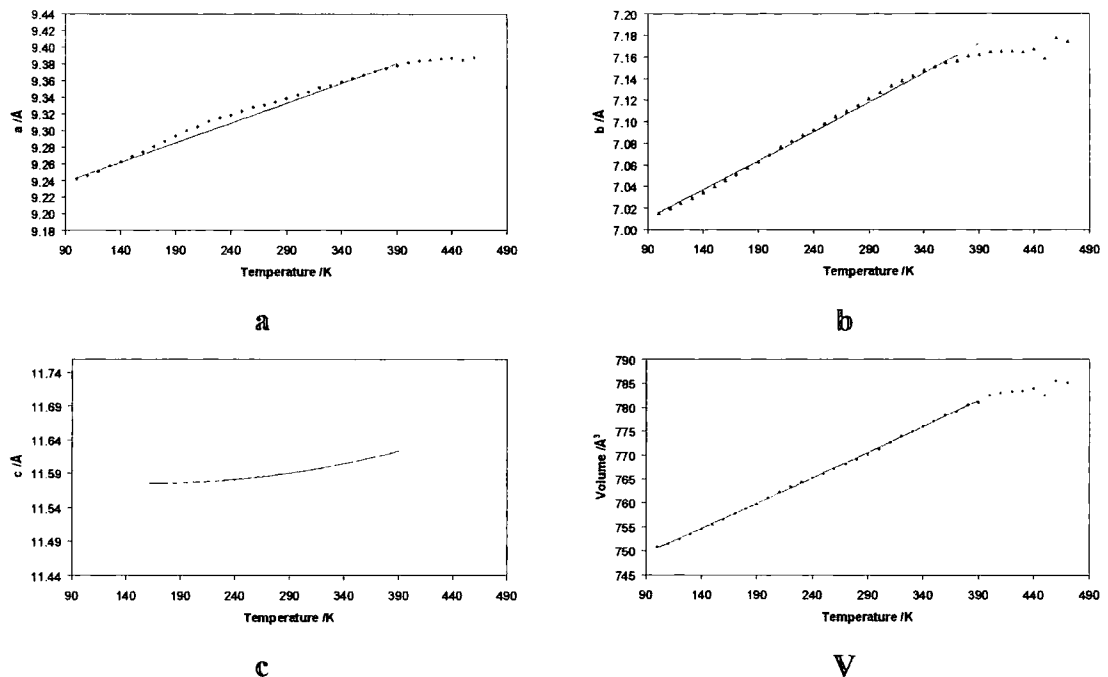 9.44
9.42
9.40
9.38
9.36
9.34
9.32
9.30
9.28
9.26
9.24
9.22
9.20
9.18
a /Å
90 140 190 240 290 340 390 440 490
Temperature /K
a
7.20
7.18
7.16
7.14
7.12
7.10
7.08
7.06
7.04
7.02
7.00
b /Å
90 140 190 240 290 340 390 440 490
Temperature /K
b
11.74
11.69
11.64
11.59
11.54
11.49
11.44
c /Å
90 140 190 240 290 340 390 440 490
Temperature /K
c
790
785
780
775
770
765
760
755
750
745
Volume /Å³
90 140 190 240 290 340 390 440 490
Temperature /K
V